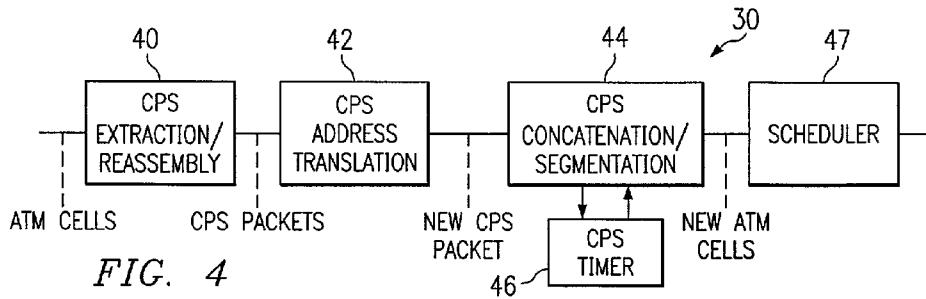 30
40
42
44
47
CPS
EXTRACTION/
REASSEMBLY
CPS
ADDRESS
TRANSLATION
CPS
CONCATENATION/
SEGMENTATION
SCHEDULER
ATM CELLS
CPS PACKETS
NEW CPS
PACKET
CPS
TIMER
46
NEW ATM
CELLS
FIG. 4